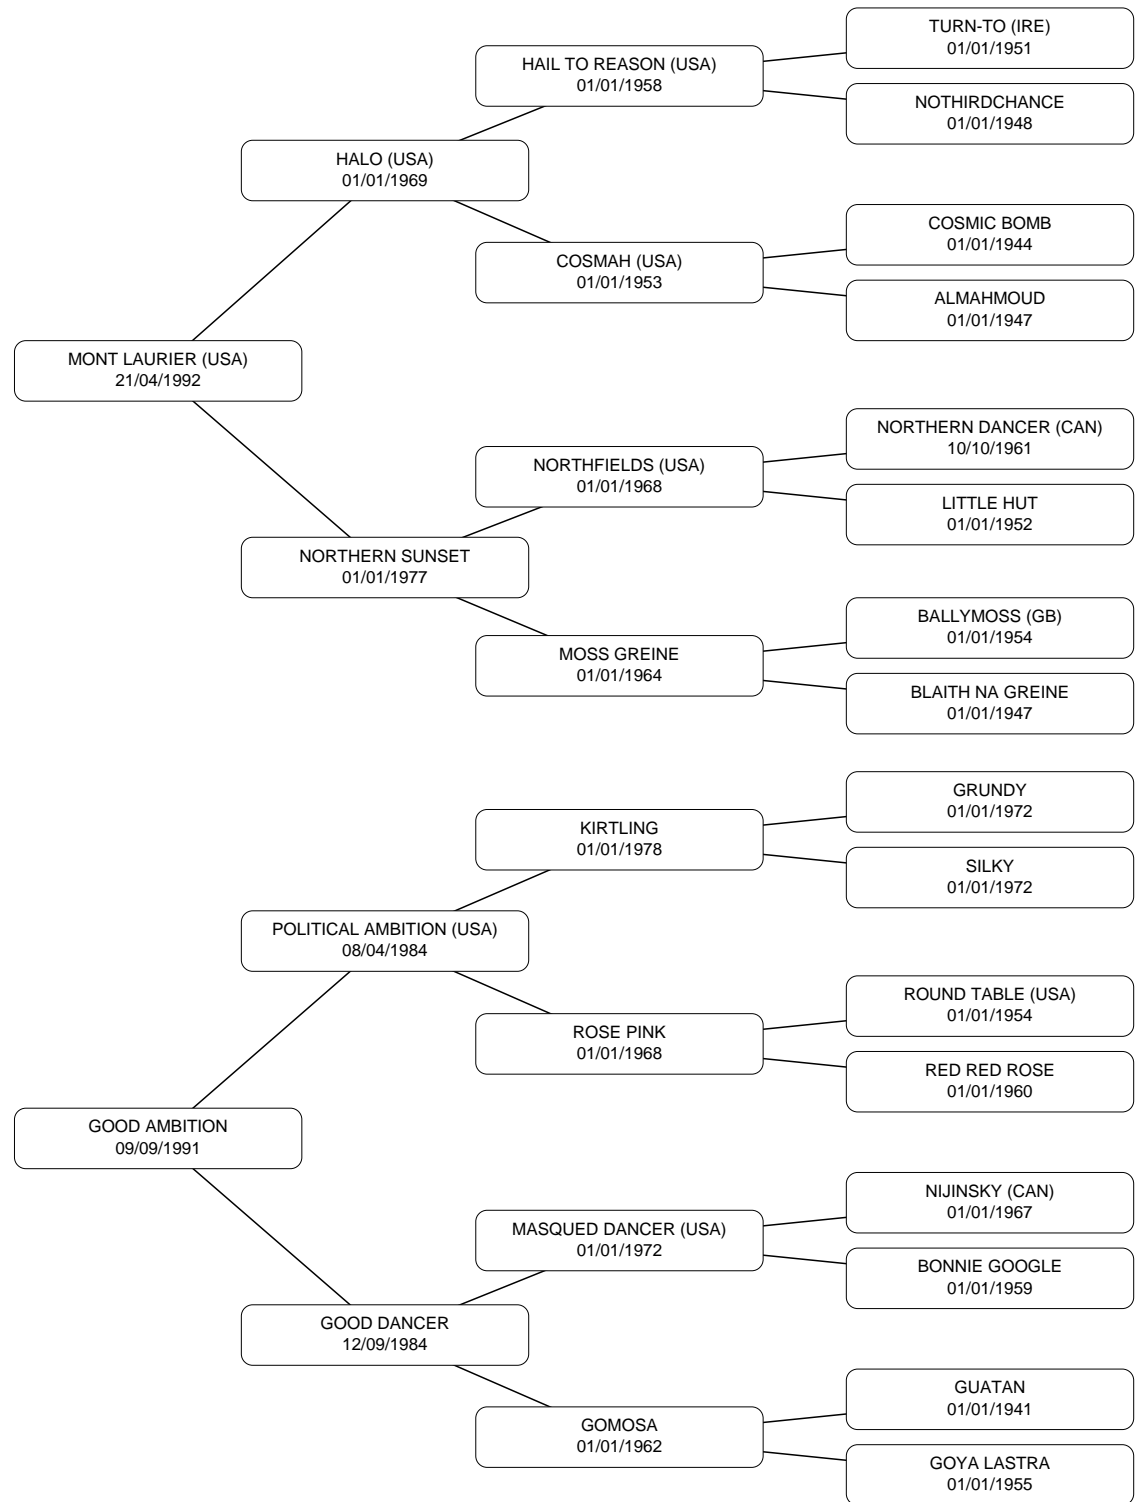 TURN-TO (IRE)
01/01/1951
HAIL TO REASON (USA)
01/01/1958
NOTHIRDCHANCE
01/01/1948
HALO (USA)
01/01/1969
COSMIC BOMB
01/01/1944
COSMAH (USA)
01/01/1953
ALMAHMOUD
01/01/1947
MONT LAURIER (USA)
21/04/1992
NORTHERN DANCER (CAN)
10/10/1961
NORTHFIELDS (USA)
01/01/1968
LITTLE HUT
01/01/1952
NORTHERN SUNSET
01/01/1977
BALLYMOSS (GB)
01/01/1954
MOSS GREINE
01/01/1964
BLAITH NA GREINE
01/01/1947
GRUNDY
01/01/1972
KIRTLING
01/01/1978
SILKY
01/01/1972
POLITICAL AMBITION (USA)
08/04/1984
ROUND TABLE (USA)
01/01/1954
ROSE PINK
01/01/1968
RED RED ROSE
01/01/1960
GOOD AMBITION
09/09/1991
NIJINSKY (CAN)
01/01/1967
MASQUED DANCER (USA)
01/01/1972
BONNIE GOOGLE
01/01/1959
GOOD DANCER
12/09/1984
GUATAN
01/01/1941
GOMOSA
01/01/1962
GOYA LASTRA
01/01/1955